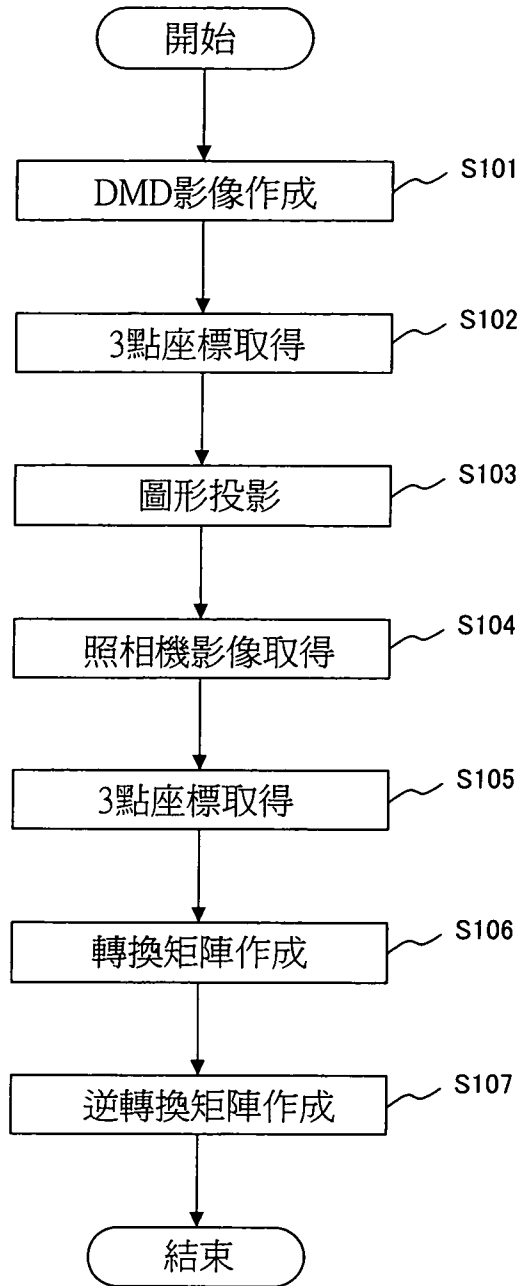 開始
DMD影像作成
S101
3點座標取得
S102
圖形投影
S103
照相機影像取得
S104
3點座標取得
S105
轉換矩陣作成
S106
逆轉換矩陣作成
S107
結束